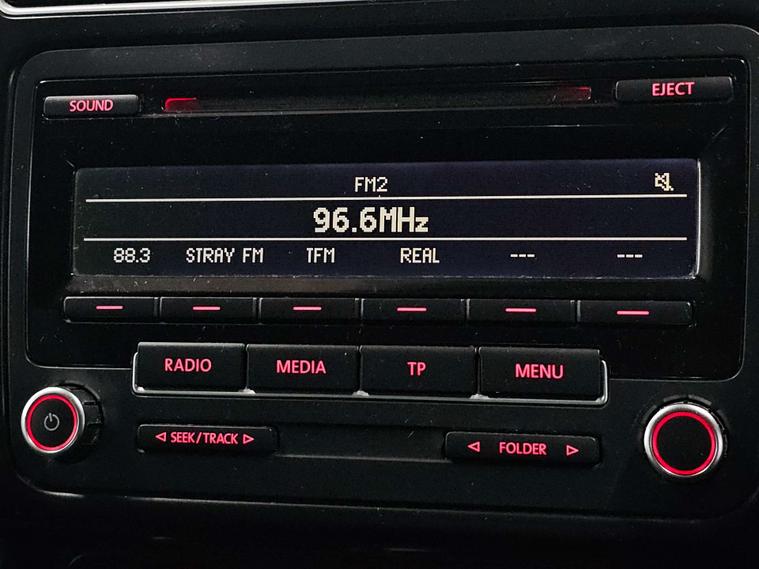 SOUND
EJECT
FM2
96.6MHz
88.3 STRAY FM TFM REAL --- ---
RADIO MEDIA TP MENU
SEEK/TRACK
FOLDER